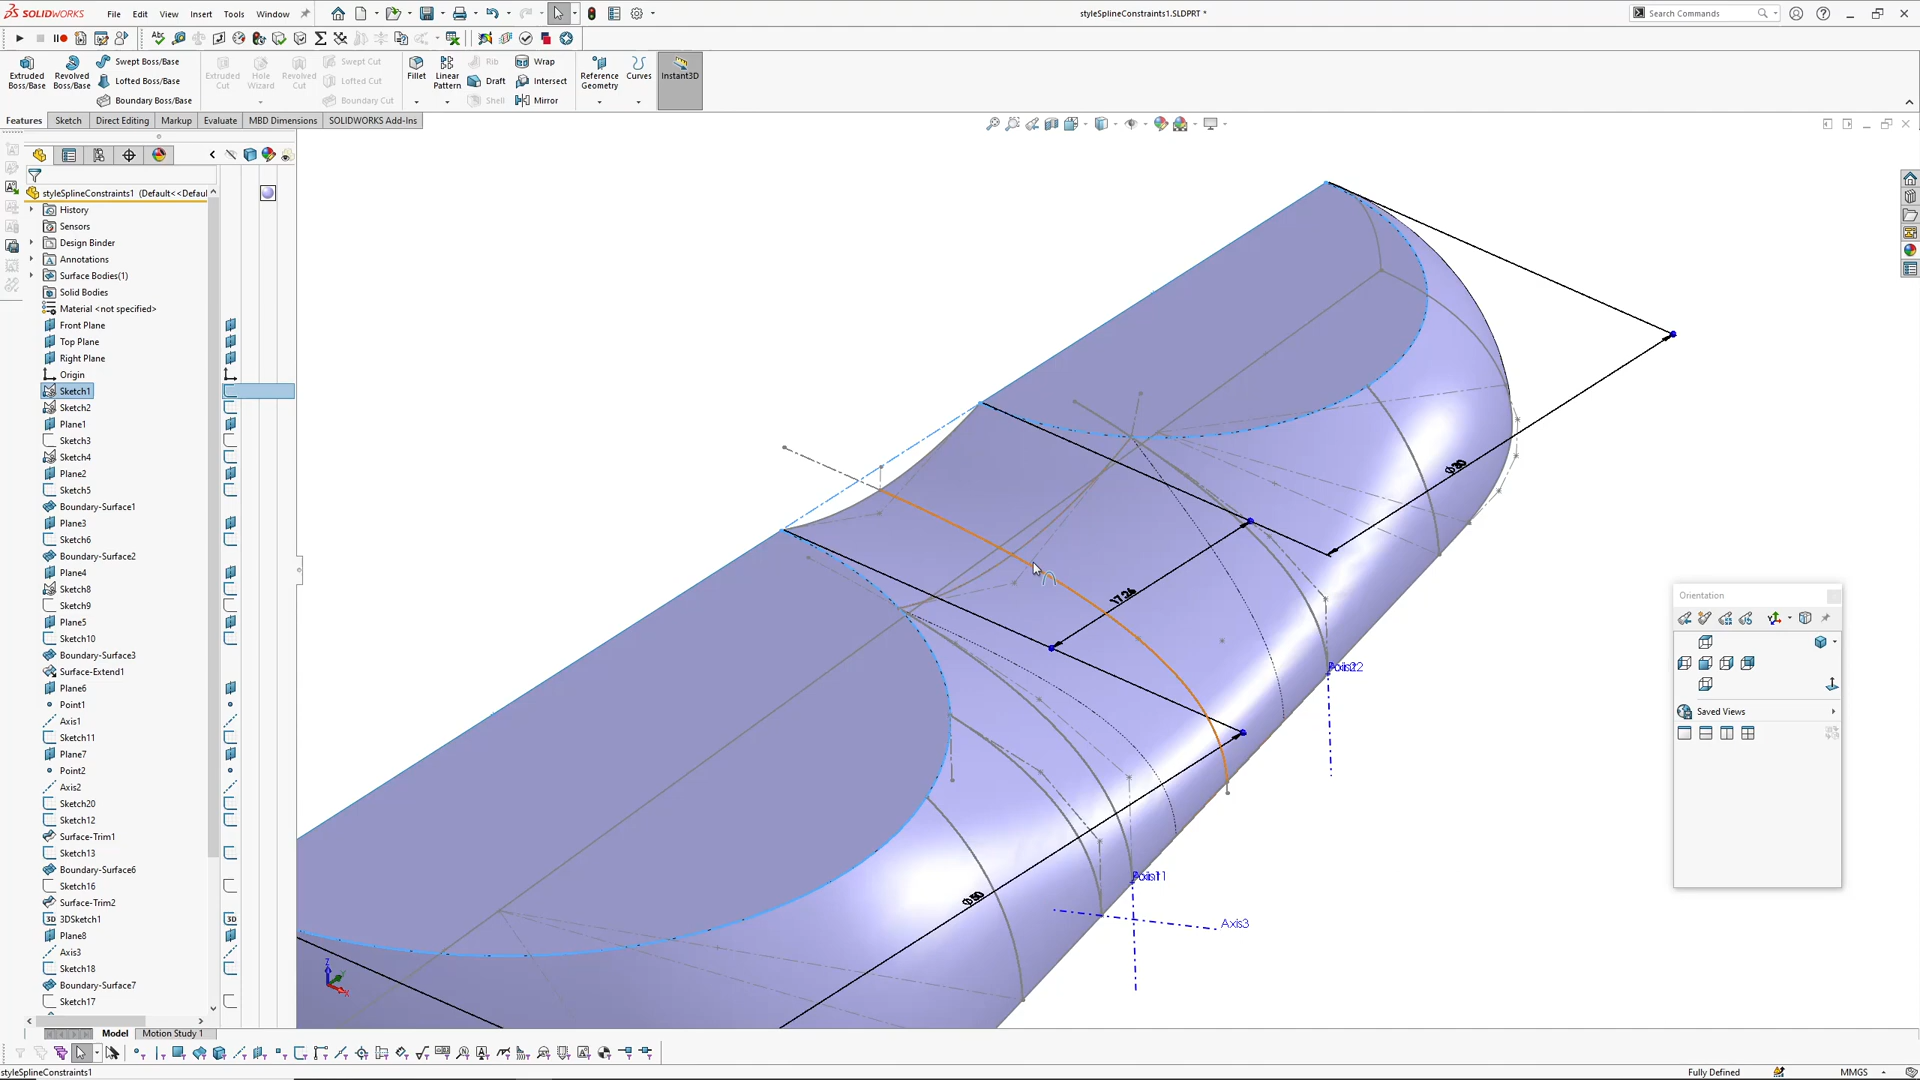 SOLIDWORKS
File Edit View Insert Tools Window
styleSplineConstraints1.SLDPRT *
Search Commands
Extruded Boss/Base
Revolved Boss/Base
Swept Boss/Base
Lofted Boss/Base
Boundary Boss/Base
Extruded Cut
Hole Wizard
Revolved Cut
Swept Cut
Lofted Cut
Boundary Cut
Fillet
Linear Pattern
Rib
Draft
Shell
Wrap
Intersect
Mirror
Reference Geometry
Curves
Instant3D
Features Sketch Direct Editing Markup Evaluate MBD Dimensions SOLIDWORKS Add-Ins
styleSplineConstraints1 (Default<<Defaul
History
Sensors
Design Binder
Annotations
Surface Bodies(1)
Solid Bodies
Material <not specified>
Front Plane
Top Plane
Right Plane
Origin
Sketch1
Sketch2
Plane1
Sketch3
Sketch4
Plane2
Sketch5
Boundary-Surface1
Plane3
Sketch6
Boundary-Surface2
Plane4
Sketch8
Sketch9
Plane5
Sketch10
Boundary-Surface3
Surface-Extend1
Plane6
Point1
Axis1
Sketch11
Plane7
Point2
Axis2
Sketch20
Sketch12
Surface-Trim1
Sketch13
Boundary-Surface6
Sketch16
Surface-Trim2
3D 3DSketch1 3D
Plane8
Axis3
Sketch18
Boundary-Surface7
Sketch17
17.26
Axis3
Orientation
Saved Views
Model Motion Study 1
styleSplineConstraints1
Fully Defined
MMGS